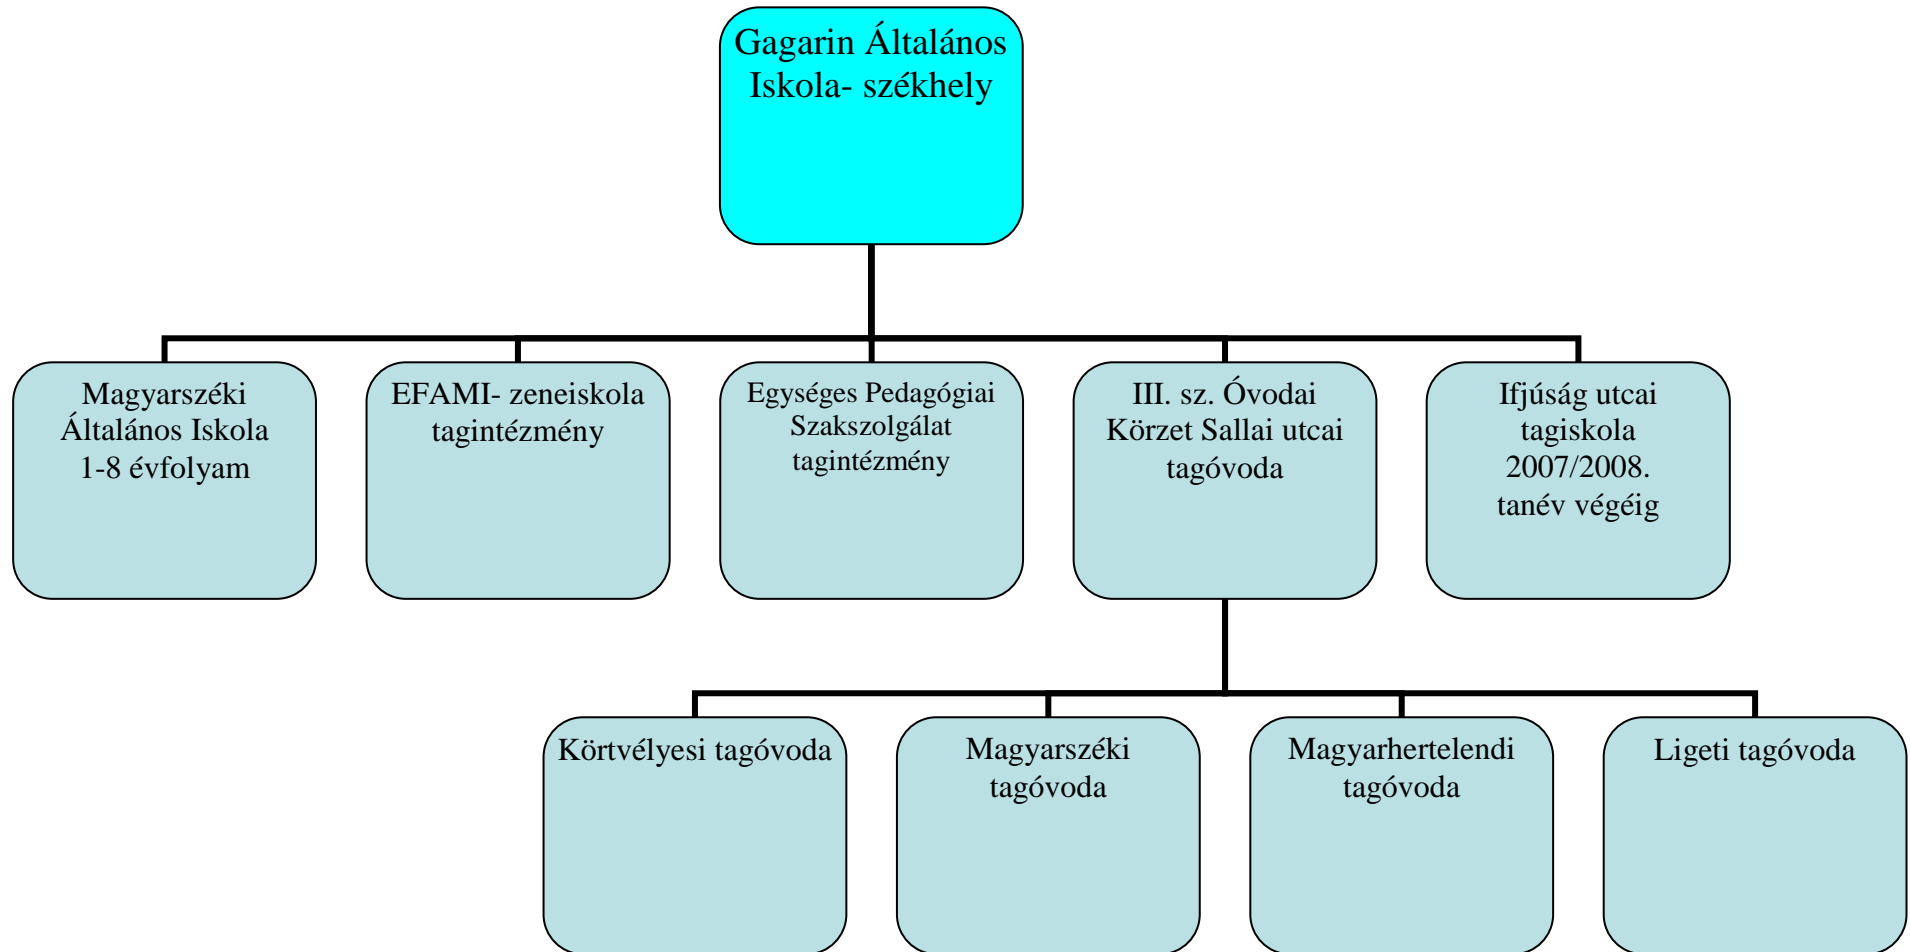 Gagarin Általános
Iskola- székhely
Magyarszéki
Általános Iskola
1-8 évfolyam
EFAMI- zeneiskola
tagintézmény
Egységes Pedagógiai
Szakszolgálat
tagintézmény
III. sz. Óvodai
Körzet Sallai utcai
tagóvoda
Ifjúság utcai
tagiskola
2007/2008.
tanév végéig
Körtvélyesi tagóvoda
Magyarszéki
tagóvoda
Magyarhertelendi
tagóvoda
Ligeti tagóvoda